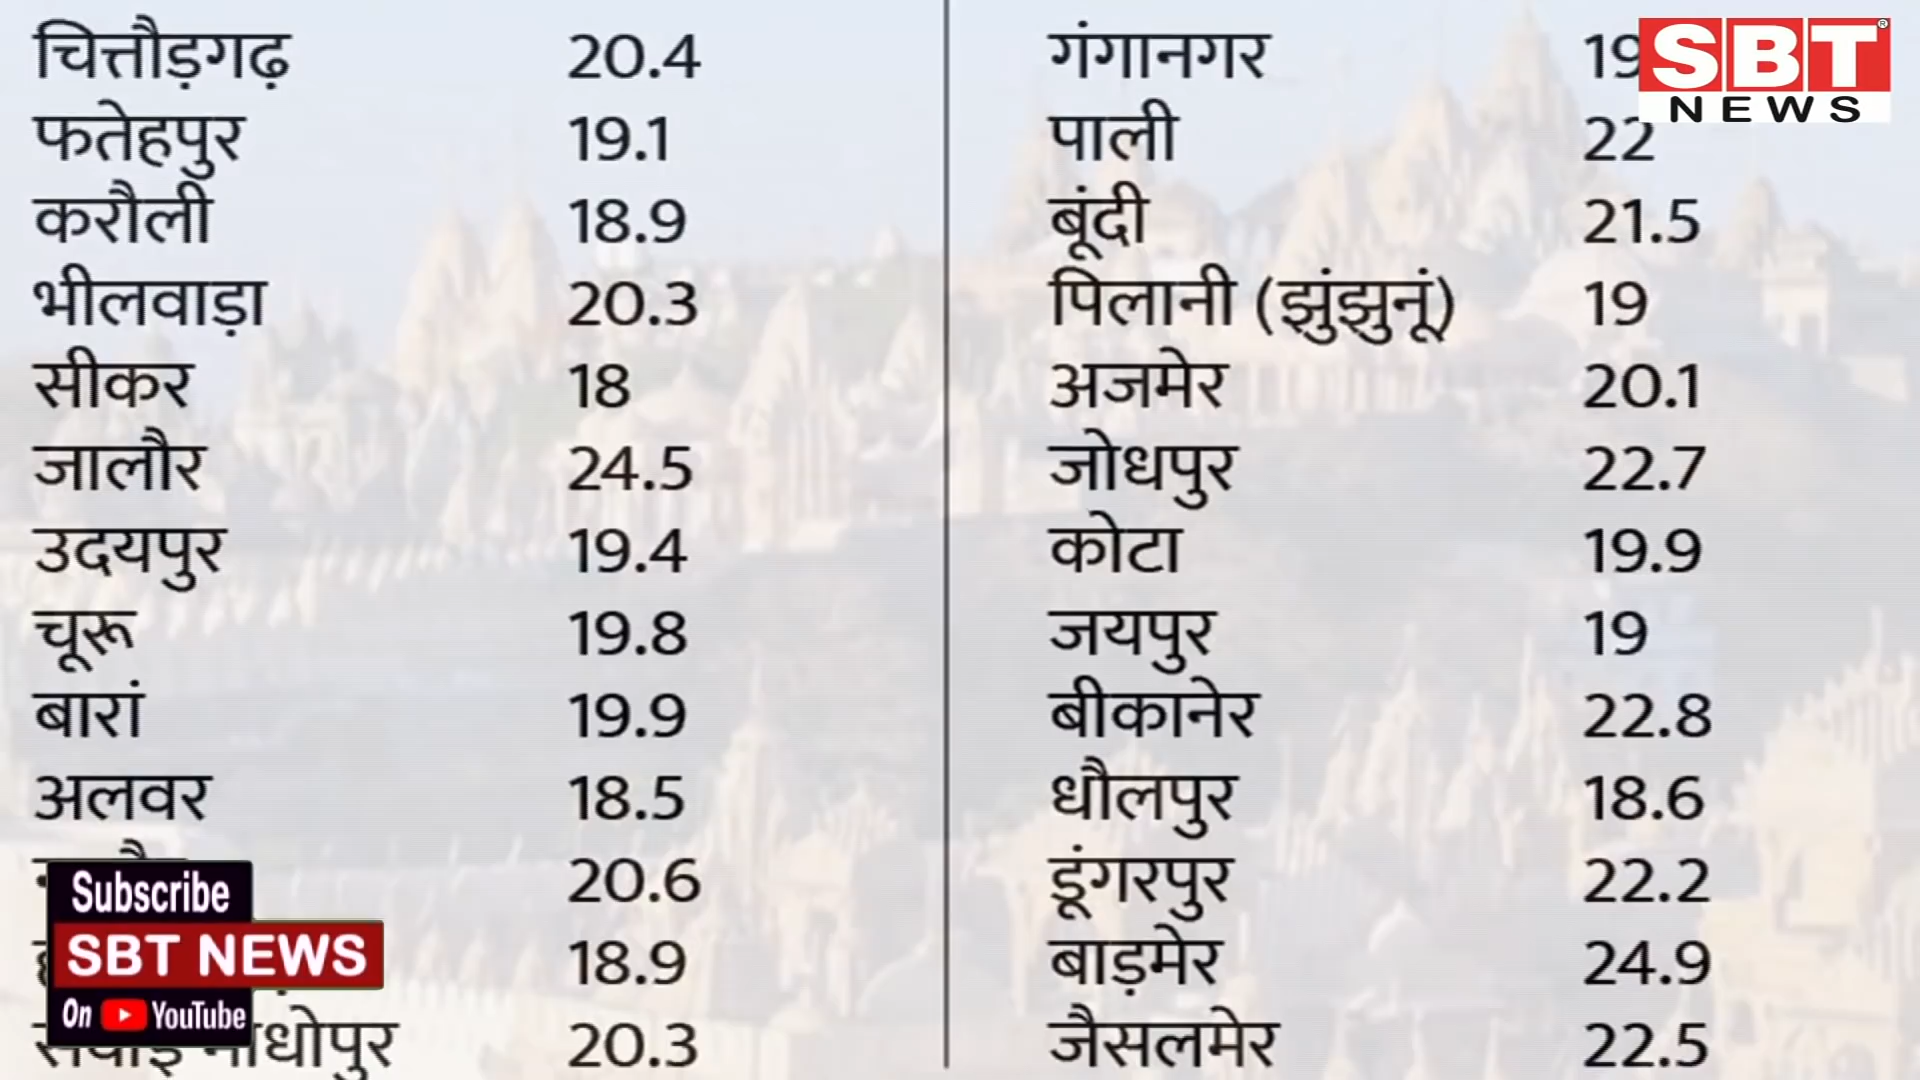 चित्तौड़गढ़ 20.4
फतेहपुर 19.1
करौली 18.9
भीलवाड़ा 20.3
सीकर 18
जालौर 24.5
उदयपुर 19.4
चूरू 19.8
बारां 19.9
अलवर 18.5
20.6
18.9
सवाई माधोपुर 20.3
गंगानगर 19
पाली 22
बूंदी 21.5
पिलानी (झुंझुनूं) 19
अजमेर 20.1
जोधपुर 22.7
कोटा 19.9
जयपुर 19
बीकानेर 22.8
धौलपुर 18.6
डूंगरपुर 22.2
बाड़मेर 24.9
जैसलमेर 22.5
SBT
NEWS
Subscribe
SBT NEWS
On YouTube